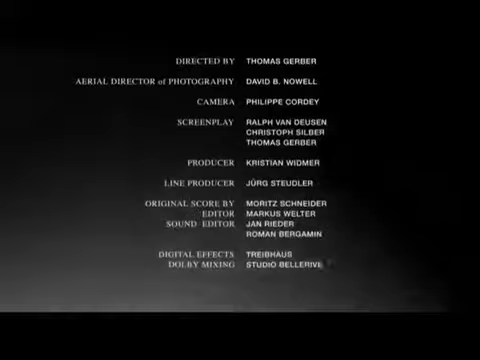 DIRECTED BY THOMAS GERBER
AERIAL DIRECTOR of PHOTOGRAPHY DAVID B. NOWELL
CAMERA PHILIPPE CORDEY
SCREENPLAY RALPH VAN DEUSEN
CHRISTOPH SILBER
THOMAS GERBER
PRODUCER KRISTIAN WIDMER
LINE PRODUCER JÜRG STEUDLER
ORIGINAL SCORE BY MORITZ SCHNEIDER
EDITOR MARKUS WELTER
SOUND EDITOR JAN RIEDER
ROMAN BERGAMIN
DIGITAL EFFECTS TREIBHAUS
DOLBY MIXING STUDIO BELLERIVE